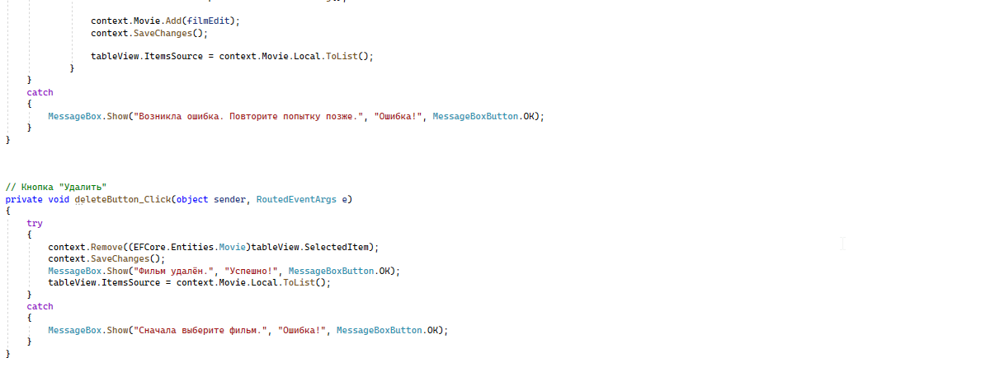 context.Movie.Add(filmEdit);
context.SaveChanges();
tableView.ItemsSource = context.Movie.Local.ToList();
}
}
catch
{
MessageBox.Show("Возникла ошибка. Повторите попытку позже.", "Ошибка!", MessageBoxButton.OK);
}
}
// Кнопка "Удалить"
private void deleteButton_Click(object sender, RoutedEventArgs e)
{
try
{
context.Remove((EFCore.Entities.Movie)tableView.SelectedItem);
context.SaveChanges();
MessageBox.Show("Фильм удалён.", "Успешно!", MessageBoxButton.OK);
tableView.ItemsSource = context.Movie.Local.ToList();
}
catch
{
MessageBox.Show("Сначала выберите фильм.", "Ошибка!", MessageBoxButton.OK);
}
}